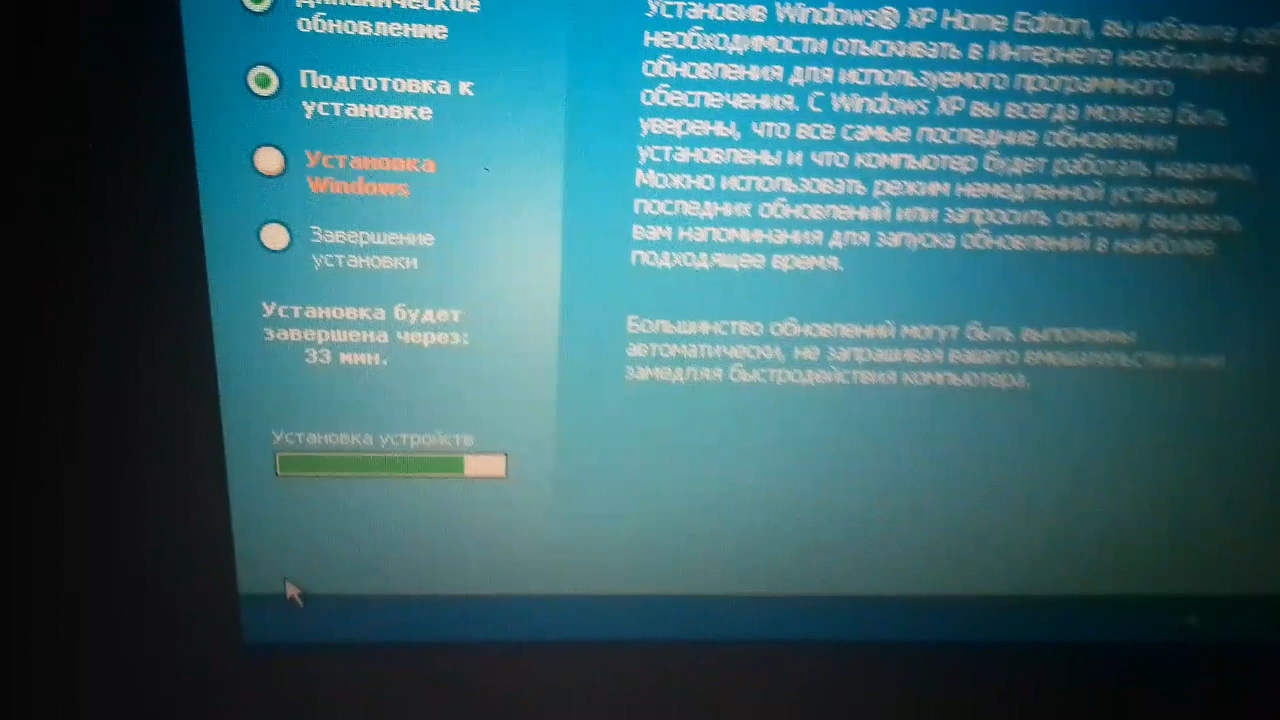 Динамическое
обновление
Подготовка к
установке
Установка
Windows
Завершение
установки
Установка будет
завершена через:
33 мин.
Установка устройств
Установив Windows® XP Home Edition, вы избавите
необходимости отыскивать в Интернете необходимые
обновления для используемого программного
обеспечения. С Windows XP вы всегда можете быть
уверены, что все самые последние обновления
установлены и что компьютер будет работать надежно.
Можно использовать режим немедленной установки
последних обновлений или запросить систему выдавать
вам напоминания для запуска обновлений в наиболее
подходящее время.
Большинство обновлений могут быть выполнены
автоматически, не запрашивая вашего вмешательства или
замедляя быстродействия компьютера.